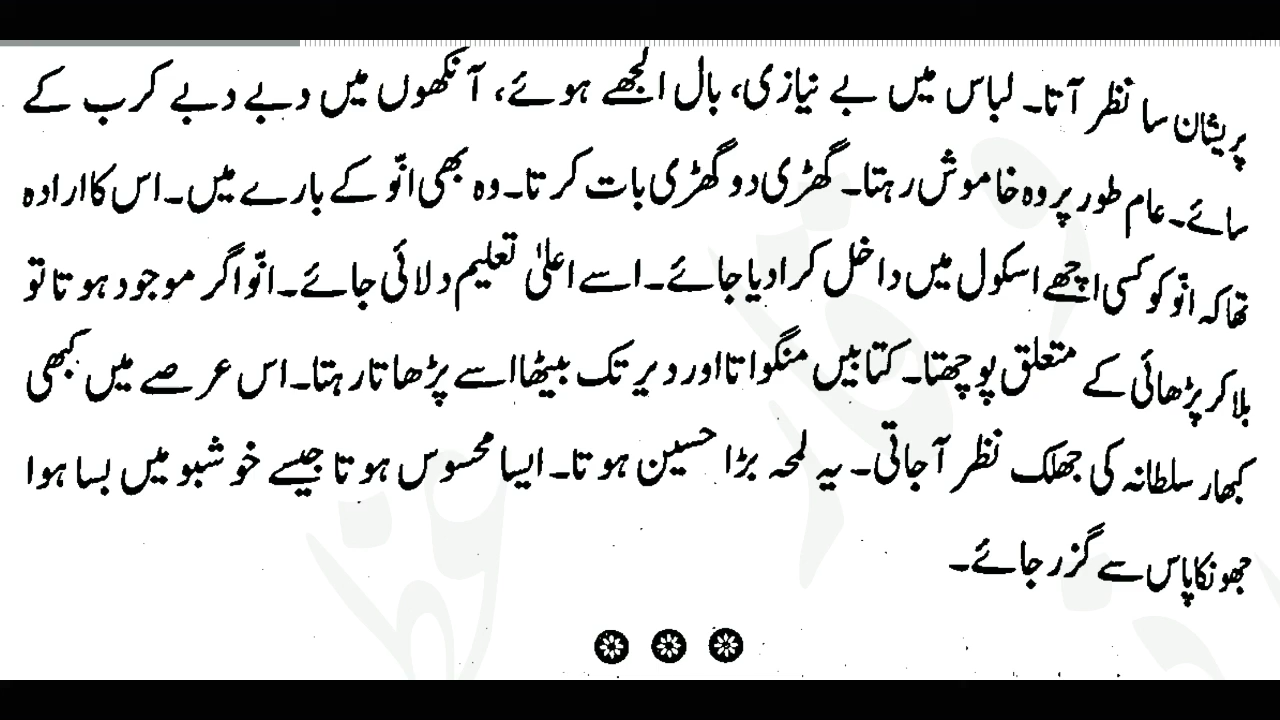 پریشان سا نظر آتا۔ لباس میں بے نیازی، بال الجھے ہوئے، آنکھوں میں دبے دبے کرب کے
سائے۔ عام طور پر وہ خاموش رہتا۔ گھڑی دو گھڑی بات کرتا۔ وہ بھی انّو کے بارے میں۔ اس کا ارادہ
تھا کہ انّو کو کسی اچھے اسکول میں داخل کرا دیا جائے۔ اسے اعلیٰ تعلیم دلائی جائے۔ انّو اگر موجود ہوتا تو
بلا کر پڑھائی کے متعلق پوچھتا۔ کتابیں منگواتا اور دیر تک بیٹھا اسے پڑھاتا رہتا۔ اس عرصے میں کبھی
کبھار سلطانہ کی جھلک نظر آجاتی۔ یہ لمحہ بڑا حسین ہوتا۔ ایسا محسوس ہوتا جیسے خوشبو میں بسا ہوا
جھونکا پاس سے گزر جائے۔